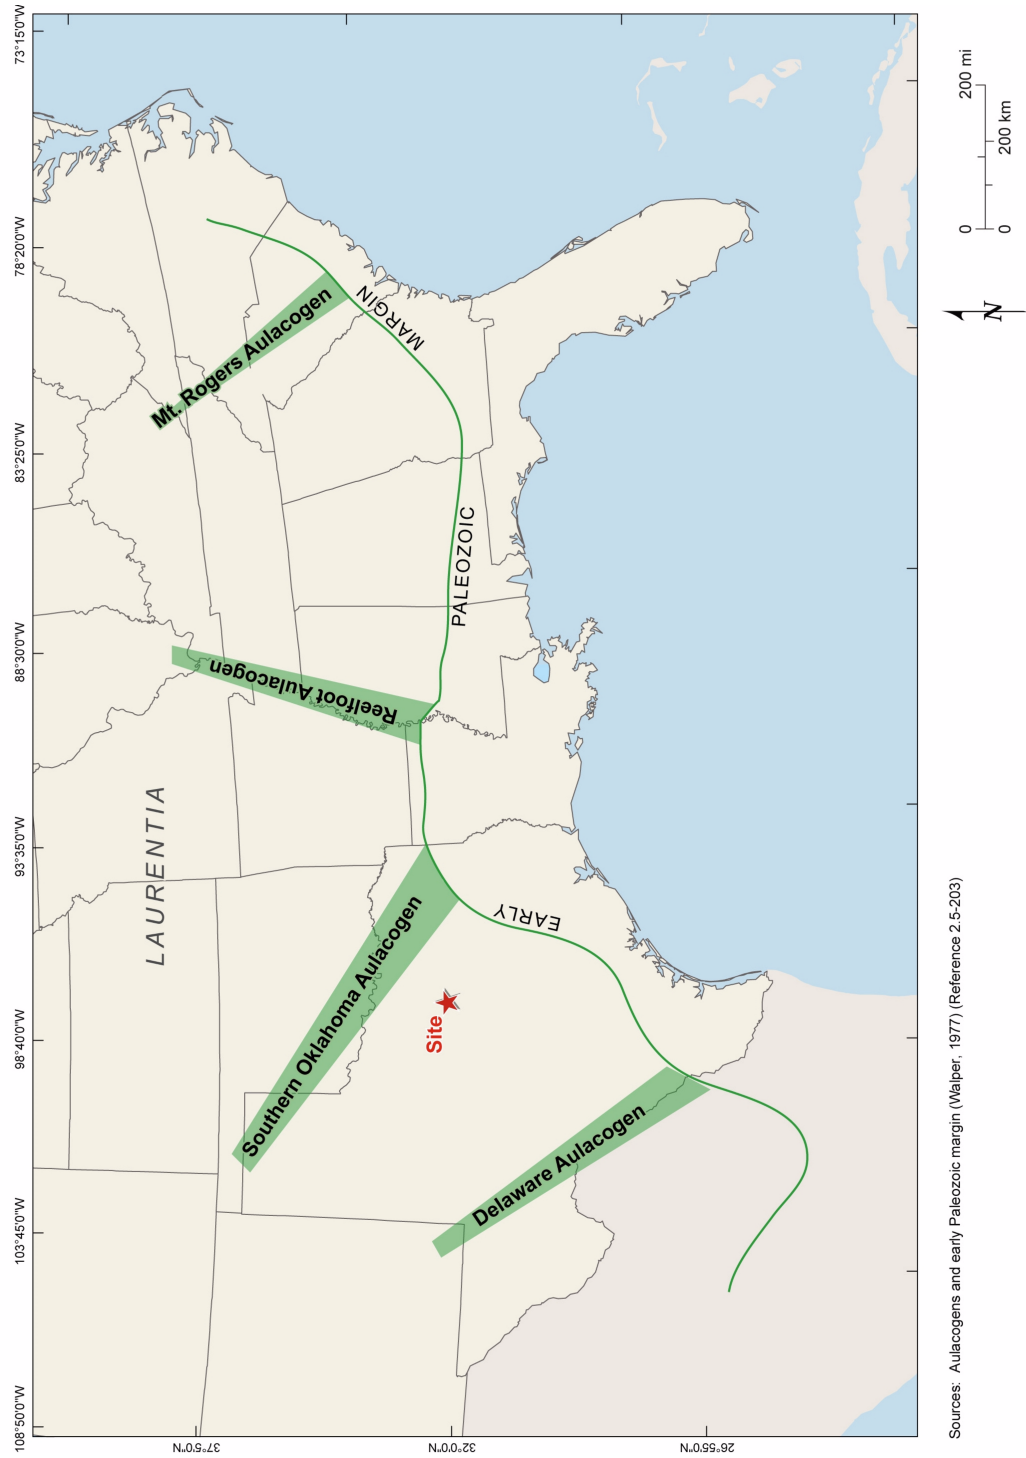 108°50'0"W
103°45'0"W
98°40'0"W
93°35'0"W
88°30'0"W
83°25'0"W
78°20'0"W
73°15'0"W
37°5'0"N
32°0'0"N
26°55'0"N
LAURENTIA
Mt. Rogers Aulacogen
Reelfoot Aulacogen
Southern Oklahoma Aulacogen
Delaware Aulacogen
Site
EARLY
PALEOZOIC
MARGIN
N
0
200 mi
0
200 km
Sources: Aulacogens and early Paleozoic margin (Walper, 1977) (Reference 2.5-203)